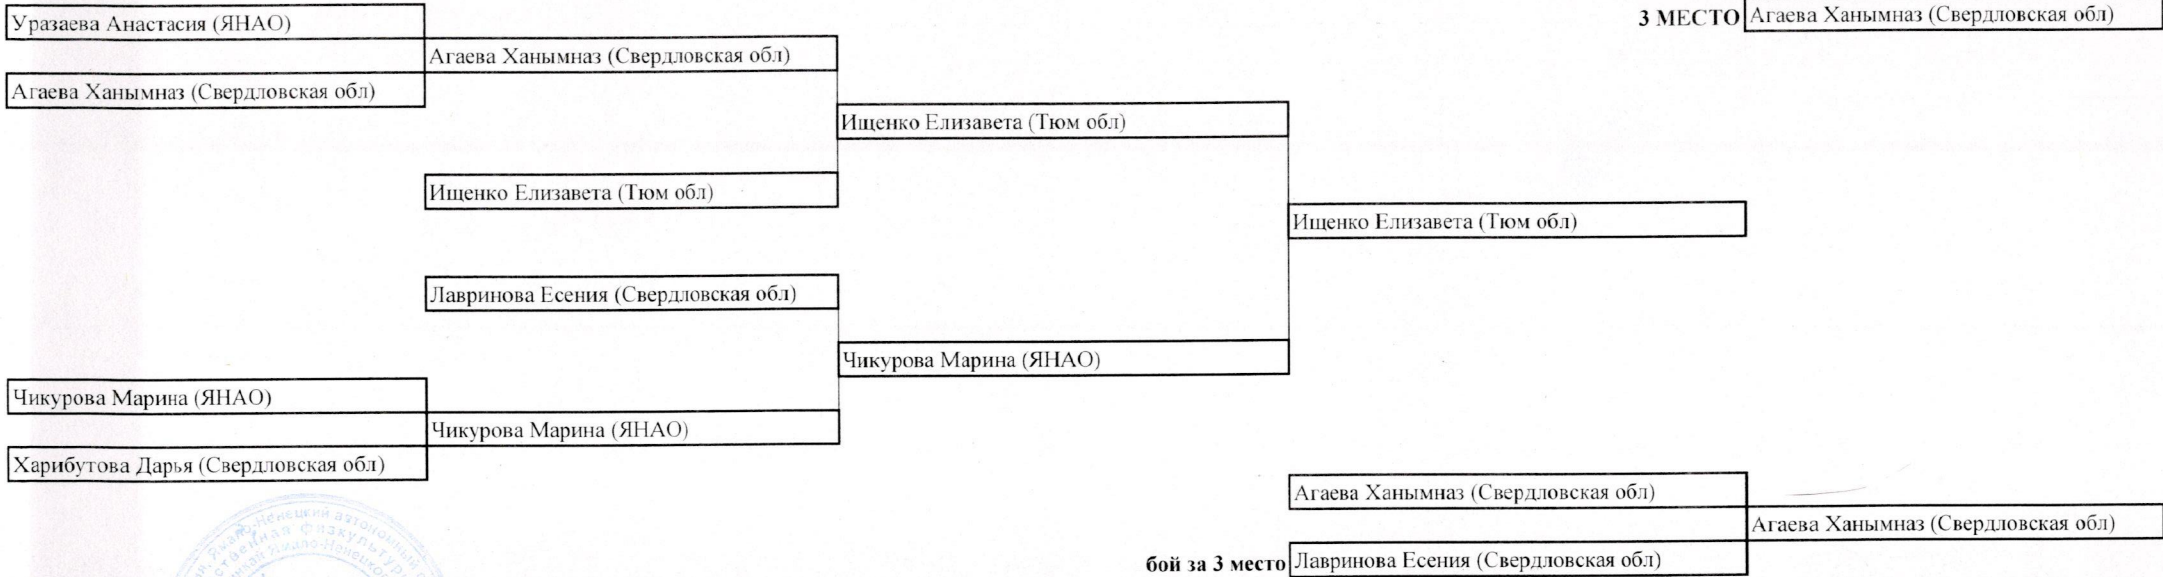 Уразаева Анастасия (ЯНАО)
3 МЕСТО Агаева Ханымназ (Свердловская обл)
Агаева Ханымназ (Свердловская обл)
Агаева Ханымназ (Свердловская обл)
Ищенко Елизавета (Тюм обл)
Ищенко Елизавета (Тюм обл)
Ищенко Елизавета (Тюм обл)
Лавринова Есения (Свердловская обл)
Чикурова Марина (ЯНАО)
Чикурова Марина (ЯНАО)
Чикурова Марина (ЯНАО)
Харибутова Дарья (Свердловская обл)
Агаева Ханымназ (Свердловская обл)
Агаева Ханымназ (Свердловская обл)
бой за 3 место Лавринова Есения (Свердловская обл)